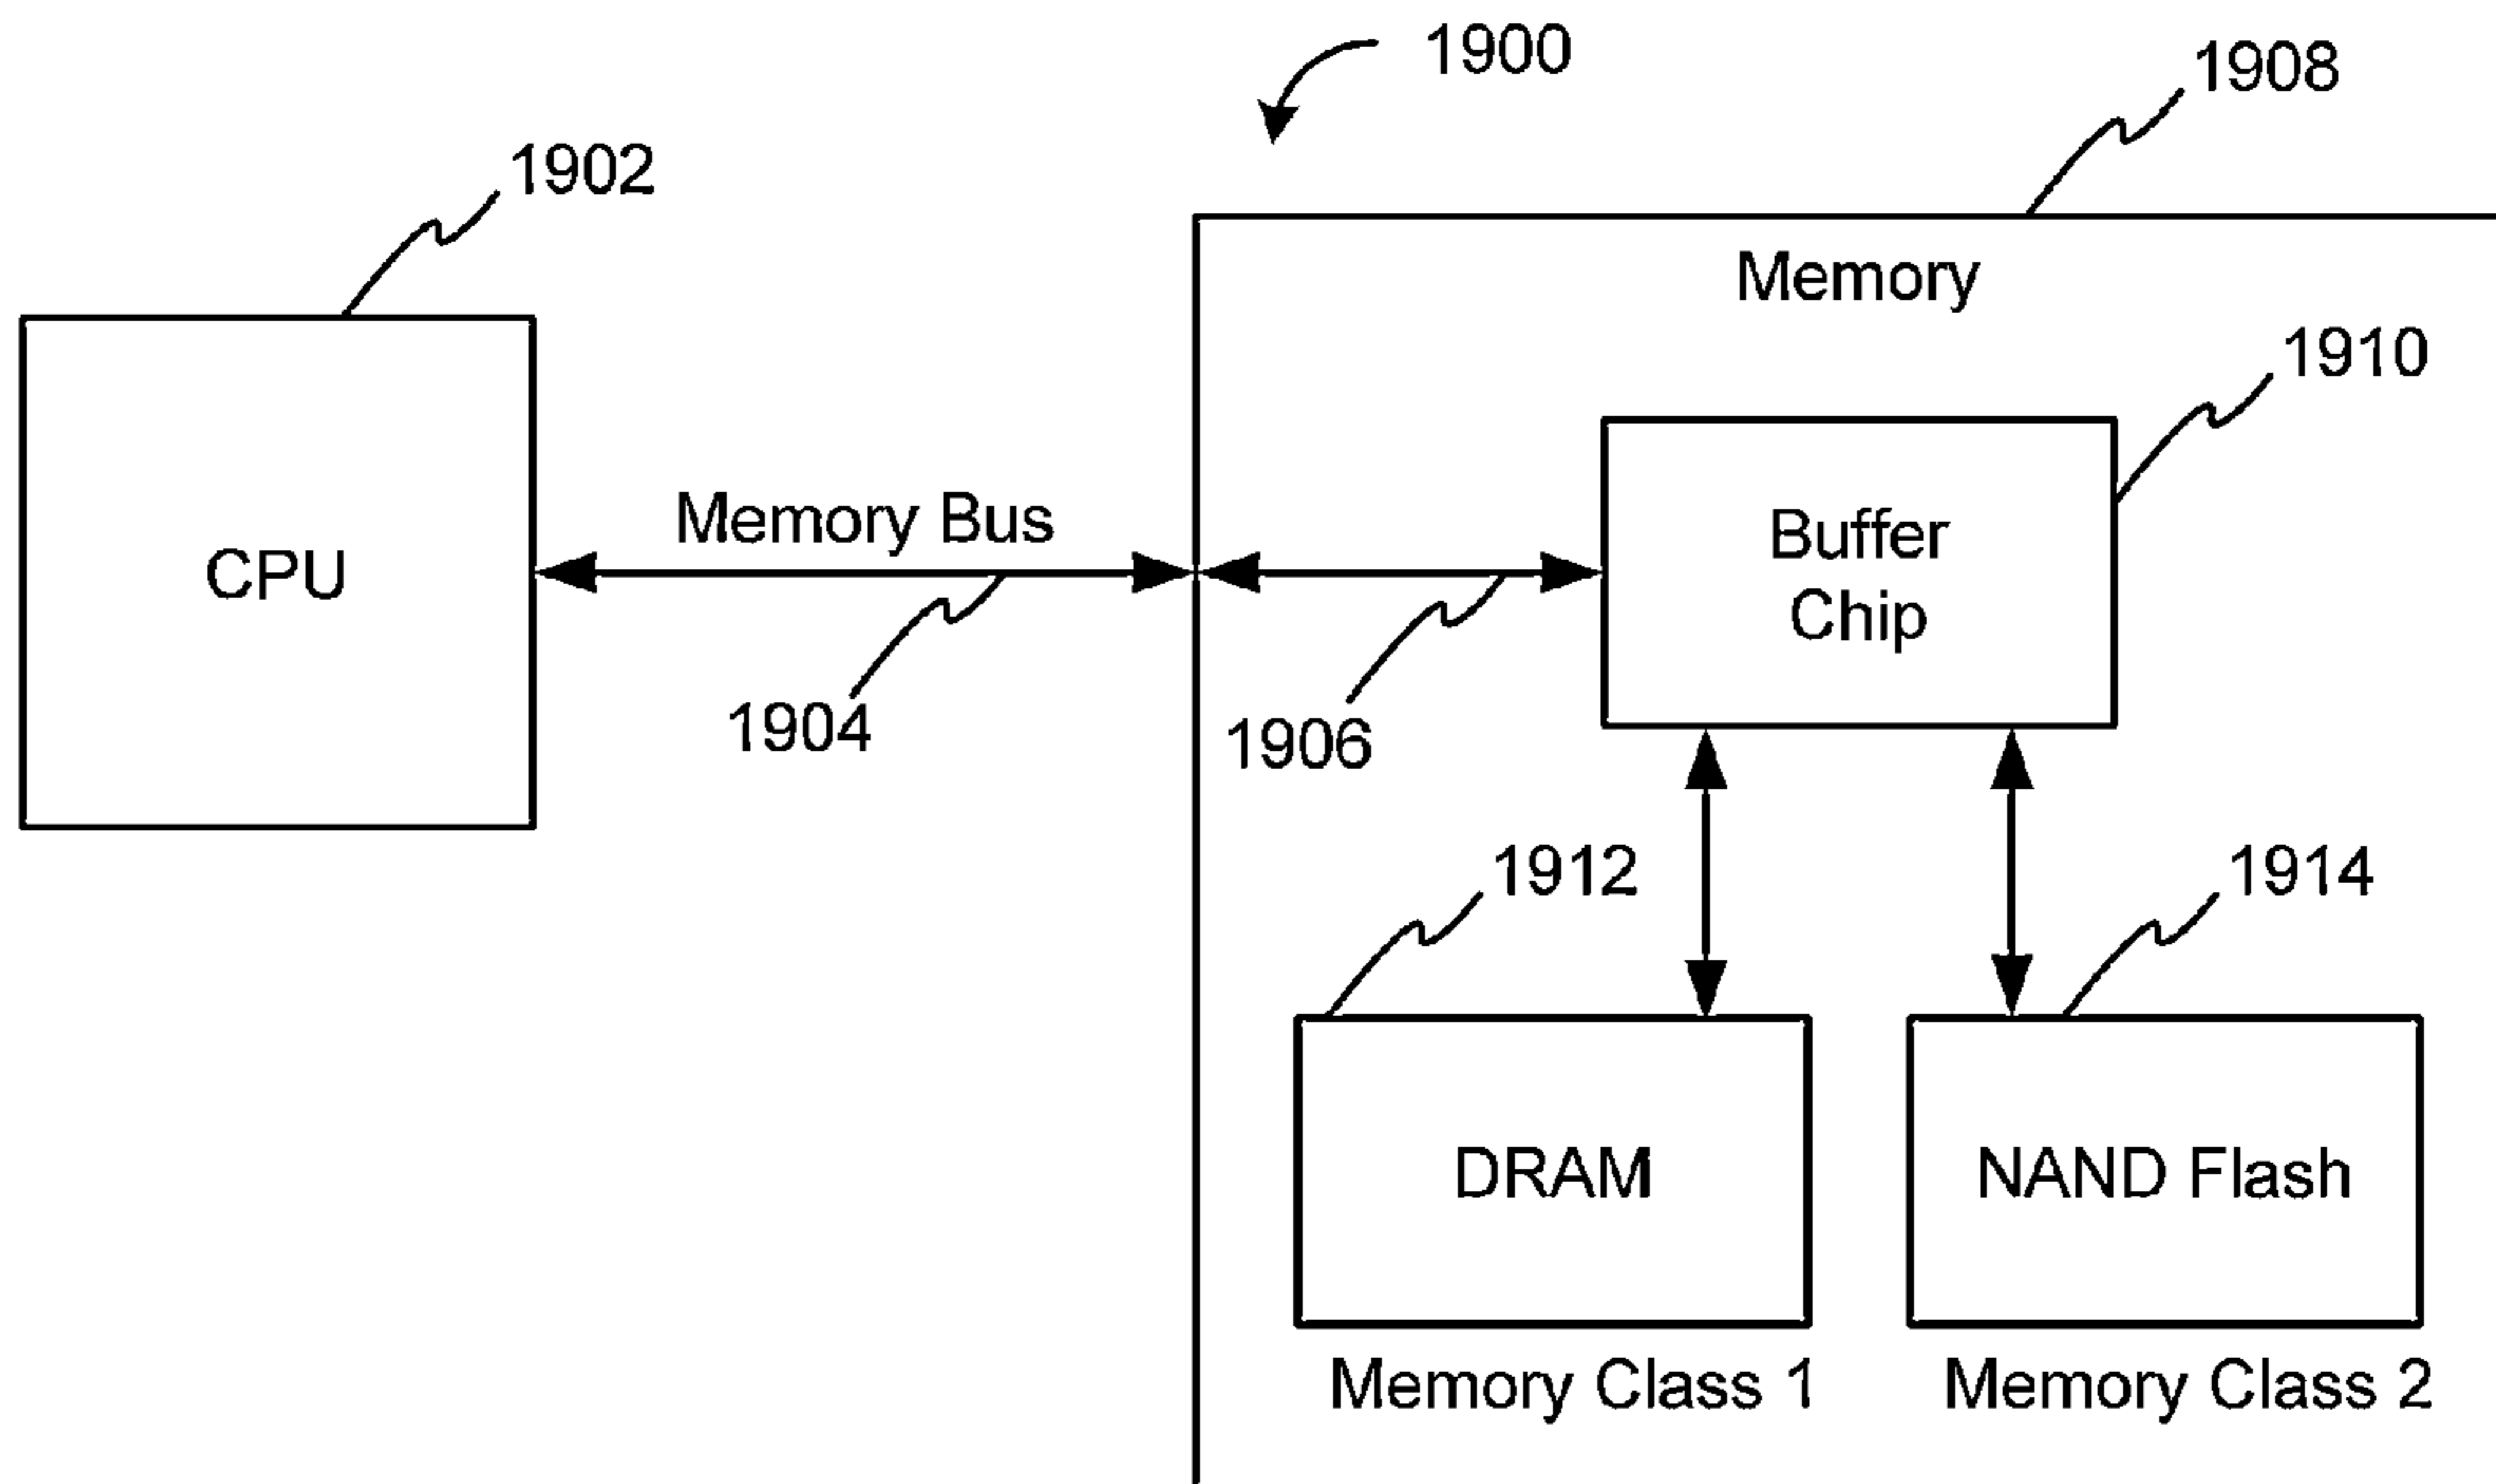 1900
1908
1902
Memory
1910
Memory Bus
Buffer
Chip
CPU
1904
1906
1912
1914
DRAM
NAND Flash
Memory Class 1
Memory Class 2